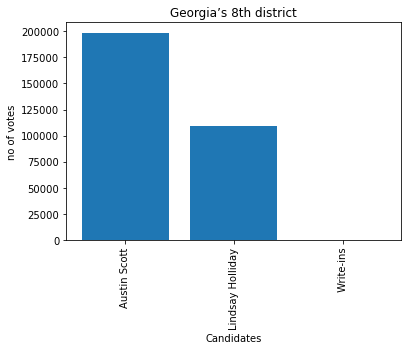 Georgia’s 8th district
no of votes
200000
175000
150000
125000
100000
75000
50000
25000
0
Austin Scott
Lindsay Holliday
Write-ins
Candidates